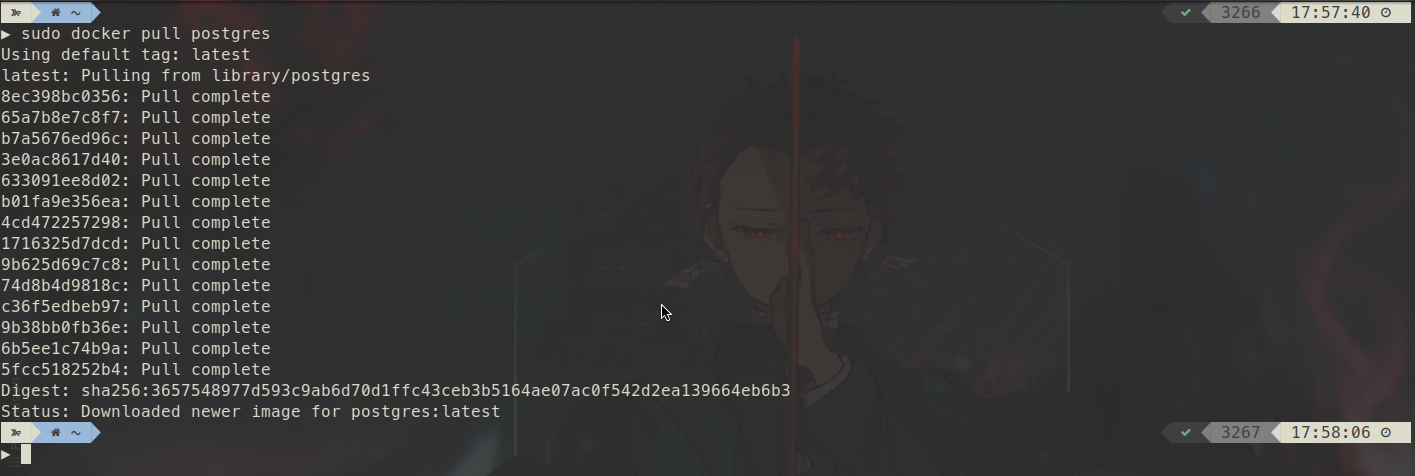 ~ 3266 17:57:40
▶ sudo docker pull postgres
Using default tag: latest
latest: Pulling from library/postgres
8ec398bc0356: Pull complete
65a7b8e7c8f7: Pull complete
b7a5676ed96c: Pull complete
3e0ac8617d40: Pull complete
633091ee8d02: Pull complete
b01fa9e356ea: Pull complete
4cd472257298: Pull complete
1716325d7dcd: Pull complete
9b625d69c7c8: Pull complete
74d8b4d9818c: Pull complete
c36f5edbeb97: Pull complete
9b38bb0fb36e: Pull complete
6b5ee1c74b9a: Pull complete
5fcc518252b4: Pull complete
Digest: sha256:3657548977d593c9ab6d70d1ffc43ceb3b5164ae07ac0f542d2ea139664eb6b3
Status: Downloaded newer image for postgres:latest
~ 3267 17:58:06
▶